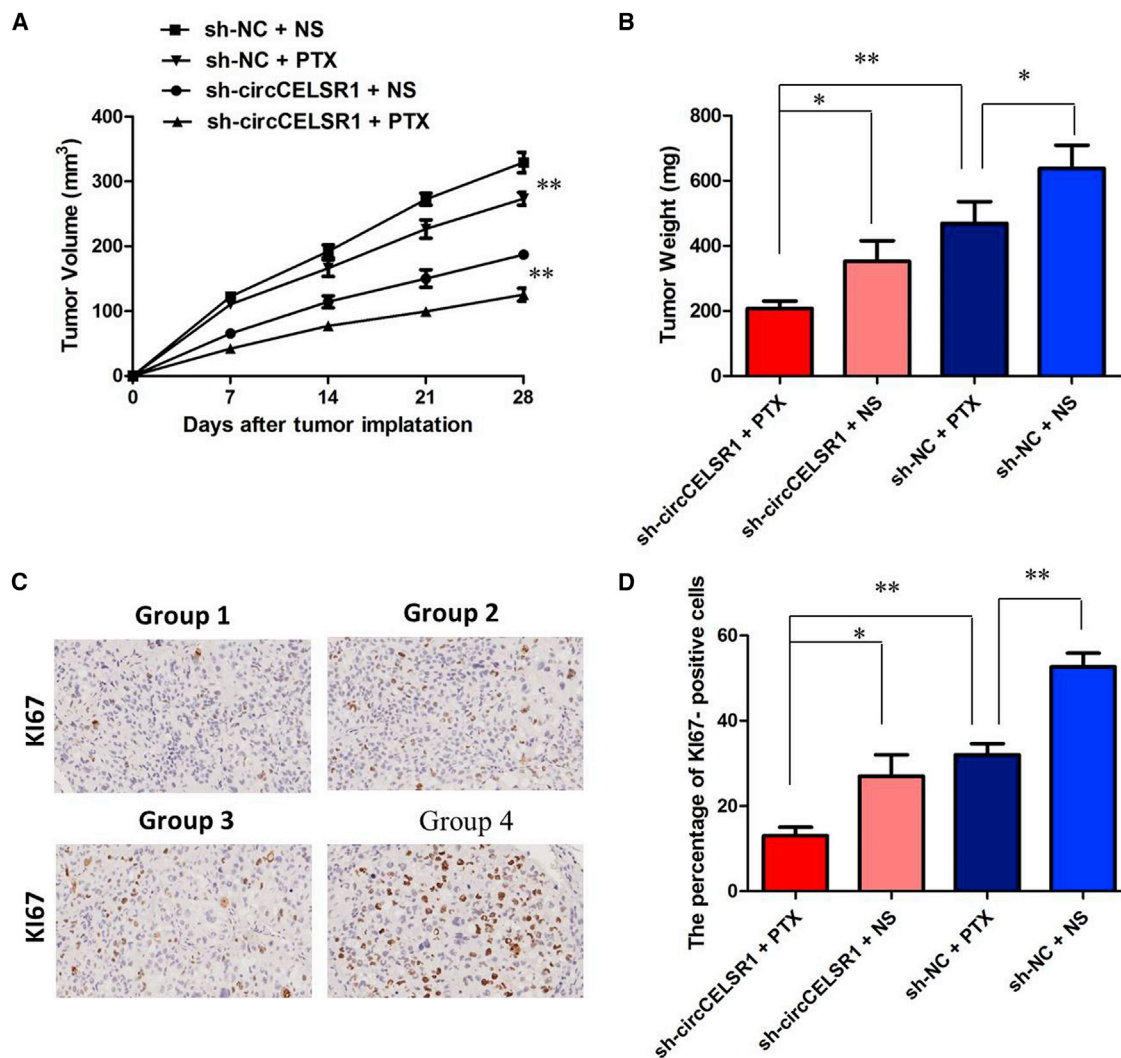 A
sh-NC + NS
sh-NC + PTX
sh-circCELSR1 + NS
sh-circCELSR1 + PTX
Tumor Volume (mm³)
400
300
200
100
0
**
**
0 7 14 21 28
Days after tumor implatation
B
Tumor Weight (mg)
800
600
400
200
0
**
*
*
sh-circCELSR1 + PTX
sh-circCELSR1 + NS
sh-NC + PTX
sh-NC + NS
C
Group 1
Group 2
KI67
Group 3
Group 4
KI67
D
The percentage of KI67- positive cells
60
40
20
0
**
**
*
sh-circCELSR1 + PTX
sh-circCELSR1 + NS
sh-NC + PTX
sh-NC + NS